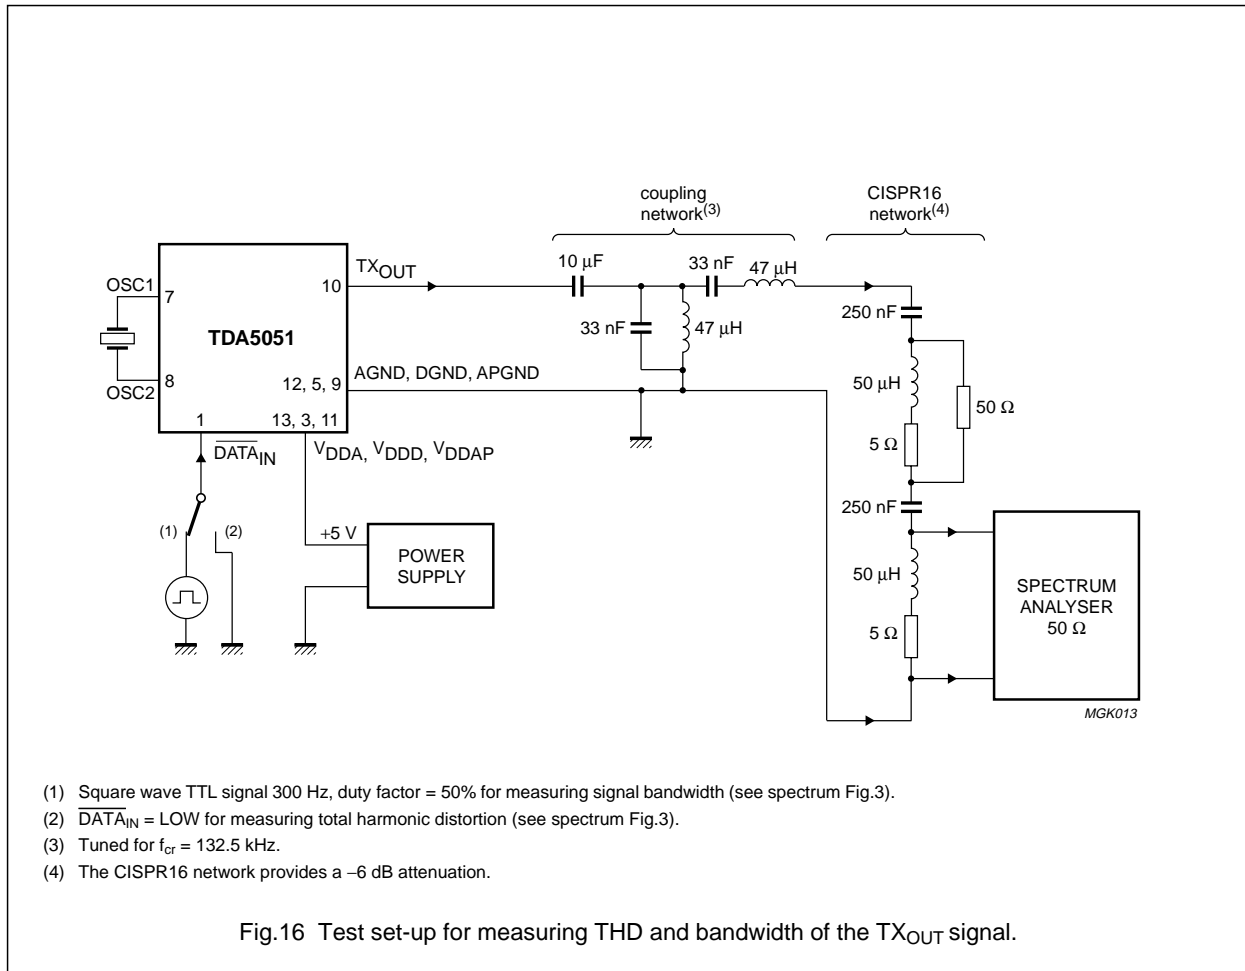 coupling
network(3)
CISPR16
network(4)
10 μF
33 nF
47 μH
TXOUT
OSC1
7
10
33 nF
47 μH
250 nF
TDA5051
50 μH
50 Ω
AGND, DGND, APGND
8
12, 5, 9
OSC2
1
13, 3, 11
5 Ω
DATAIN
VDDA, VDDD, VDDAP
250 nF
(1)
(2)
+5 V
POWER
SUPPLY
50 μH
SPECTRUM
ANALYSER
50 Ω
5 Ω
MGK013
(1) Square wave TTL signal 300 Hz, duty factor = 50% for measuring signal bandwidth (see spectrum Fig.3).
(2) DATAIN = LOW for measuring total harmonic distortion (see spectrum Fig.3).
(3) Tuned for fcr = 132.5 kHz.
(4) The CISPR16 network provides a −6 dB attenuation.
Fig.16 Test set-up for measuring THD and bandwidth of the TXOUT signal.